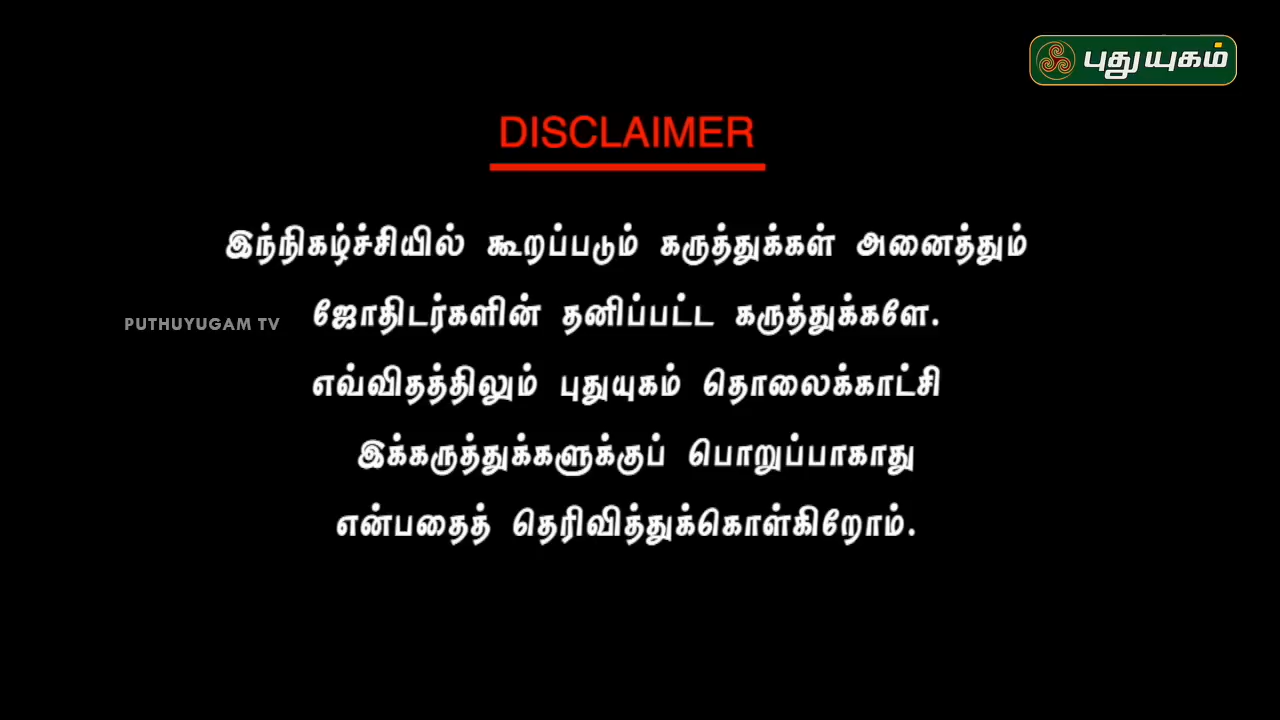 புதுயுகம்
DISCLAIMER
இந்நிகழ்ச்சியில் கூறப்படும் கருத்துக்கள் அனைத்தும்
ஜோதிடர்களின் தனிப்பட்ட கருத்துக்களே.
PUTHUYUGAM TV
எவ்விதத்திலும் புதுயுகம் தொலைக்காட்சி
இக்கருத்துக்களுக்குப் பொறுப்பாகாது
என்பதைத் தெரிவித்துக்கொள்கிறோம்.